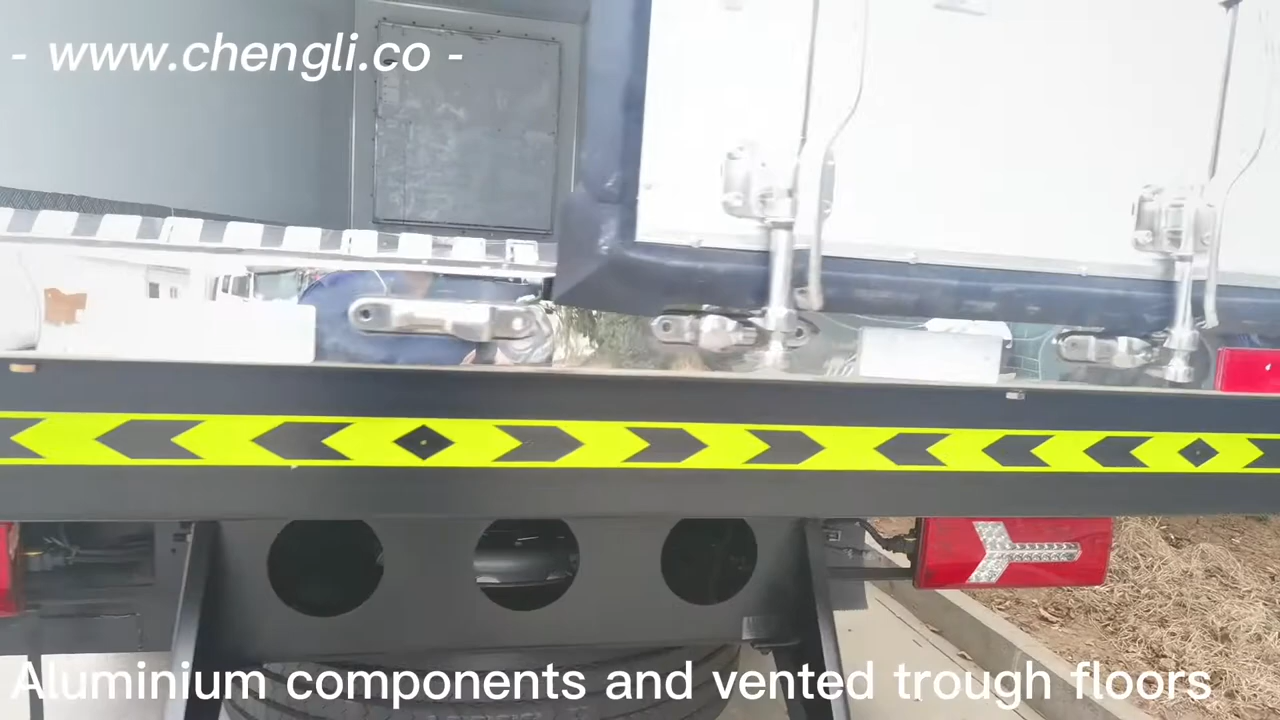 - www.chengli.co -
Aluminium components and vented trough floors